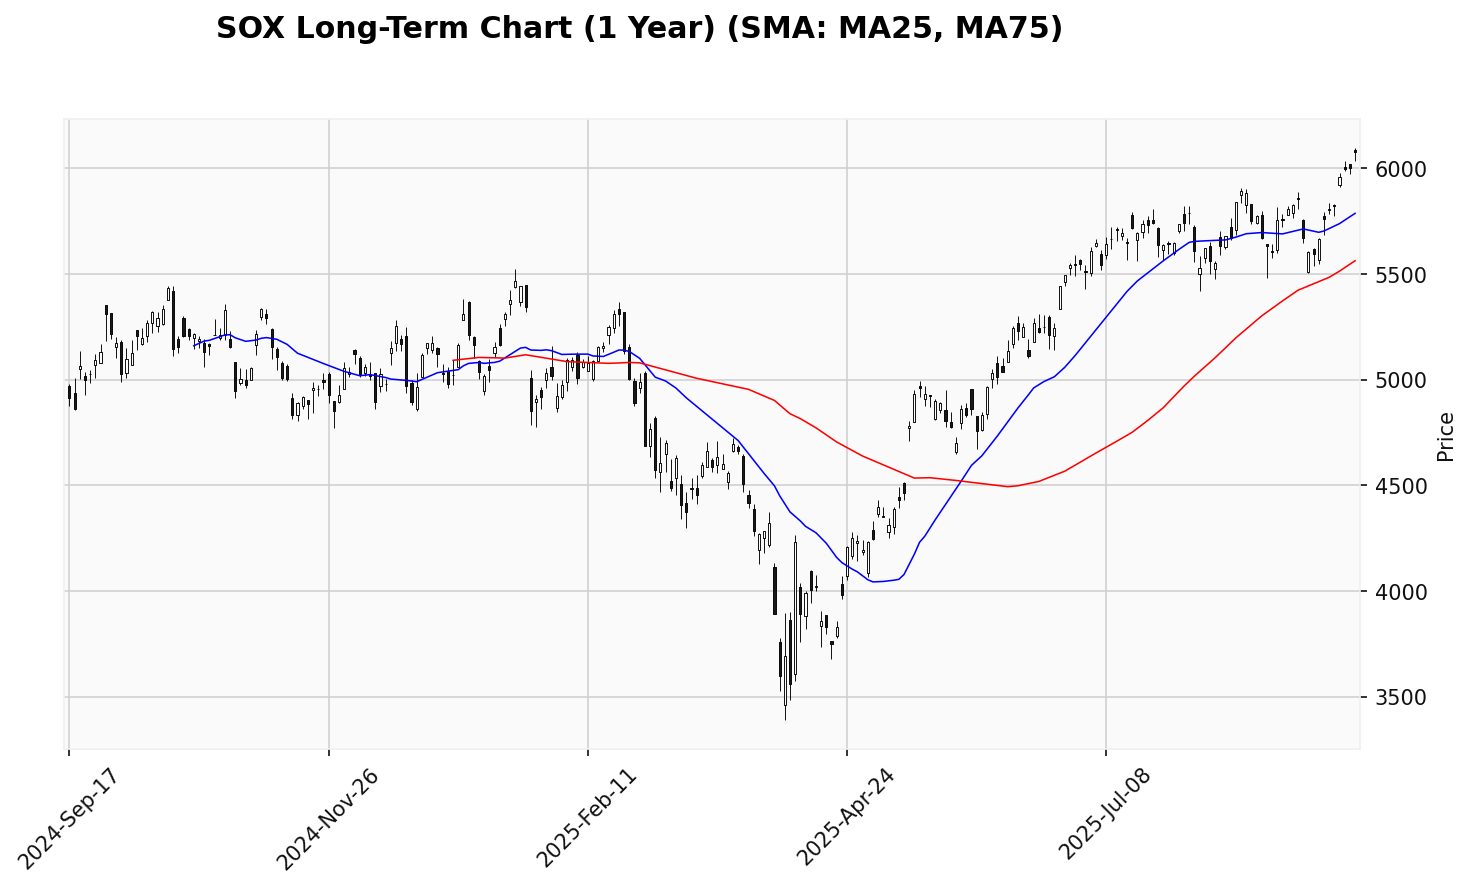 SOX Long-Term Chart (1 Year) (SMA: MA25, MA75)
6000
5500
5000
4500
4000
3500
Price
2024-Sep-17
2024-Nov-26
2025-Feb-11
2025-Apr-24
2025-Jul-08